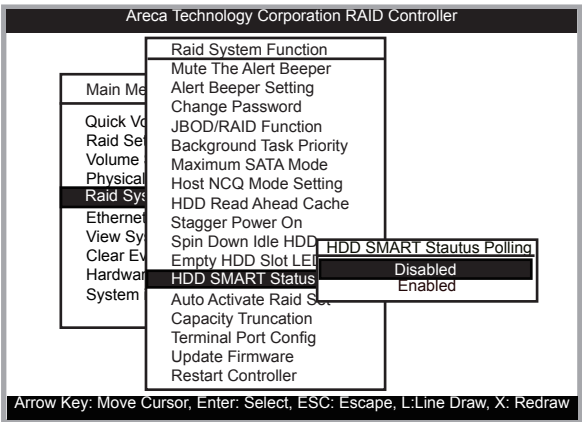 Areca Technology Corporation RAID Controller
Raid System Function
Mute The Alert Beeper
Alert Beeper Setting
Change Password
JBOD/RAID Function
Background Task Priority
Maximum SATA Mode
Host NCQ Mode Setting
HDD Read Ahead Cache
Stagger Power On
Spin Down Idle HDD
Empty HDD Slot LED
HDD SMART Status
Auto Activate Raid Set
Capacity Truncation
Terminal Port Config
Update Firmware
Restart Controller
Main Me
Quick Vo
Raid Set
Volume
Physical
Raid Sys
Ethernet
View Sy
Clear Ev
Hardwar
System
HDD SMART Stautus Polling
Disabled
Enabled
Arrow Key: Move Cursor, Enter: Select, ESC: Escape, L:Line Draw, X: Redraw